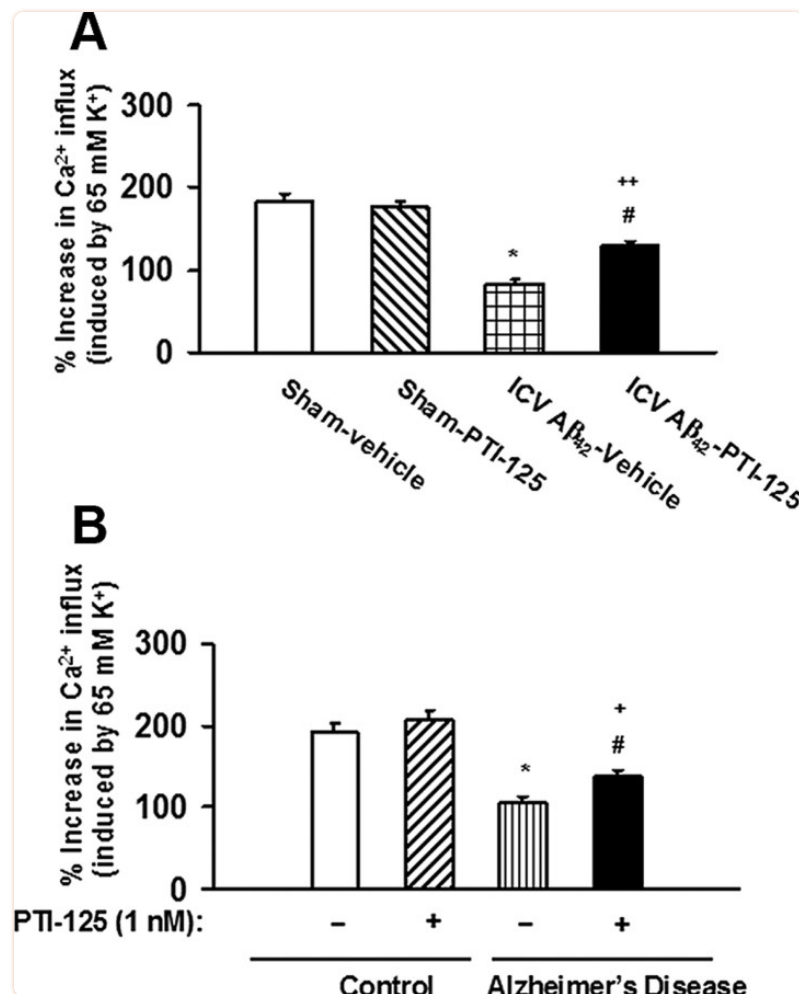 A
% Increase in Ca²⁺ influx
(induced by 65 mM K⁺)
300
200
100
0
*
++
#
Sham-vehicle
Sham-PTI-125
ICV Aβ₄₂-Vehicle
ICV Aβ₄₂-PTI-125
B
% Increase in Ca²⁺ influx
(induced by 65 mM K⁺)
300
200
100
0
*
+
#
PTI-125 (1 nM): – + – +
Control Alzheimer's Disease